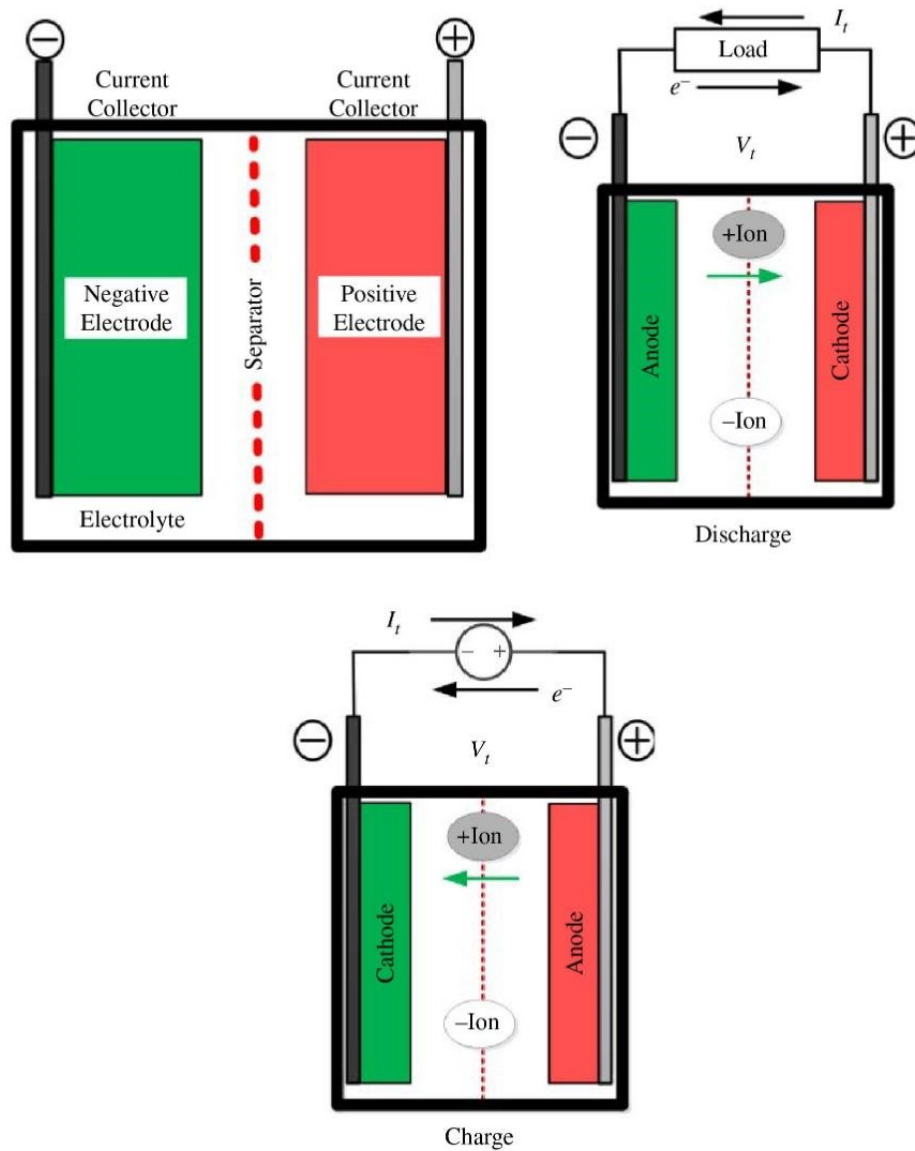 −
+
Current
Collector
Current
Collector
Negative
Electrode
Separator
Positive
Electrode
Electrolyte
I_t
Load
e⁻
−
V_t
+
+Ion
Anode
Cathode
–Ion
Discharge
I_t
− +
e⁻
−
V_t
+
+Ion
Cathode
Anode
–Ion
Charge